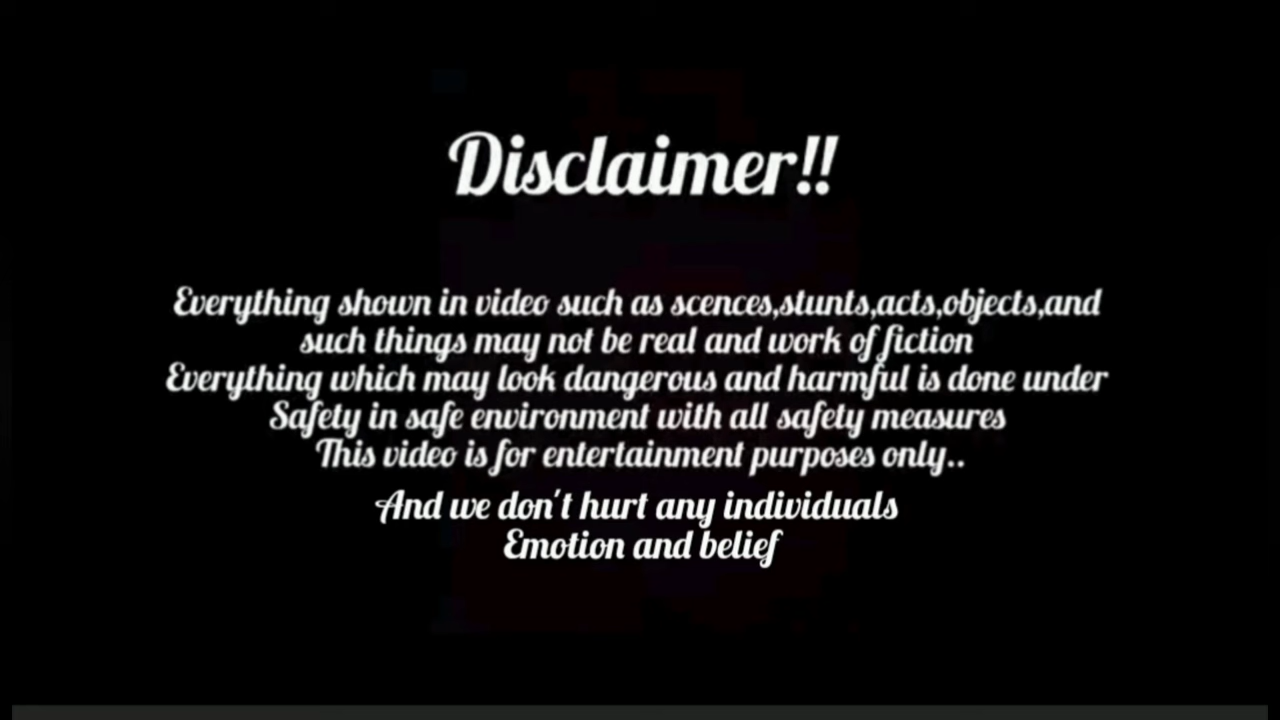 Disclaimer!!
Everything shown in video such as scences,stunts,acts,objects,and
such things may not be real and work of fiction
Everything which may look dangerous and harmful is done under
Safety in safe environment with all safety measures
This video is for entertainment purposes only..
And we don't hurt any individuals
Emotion and belief